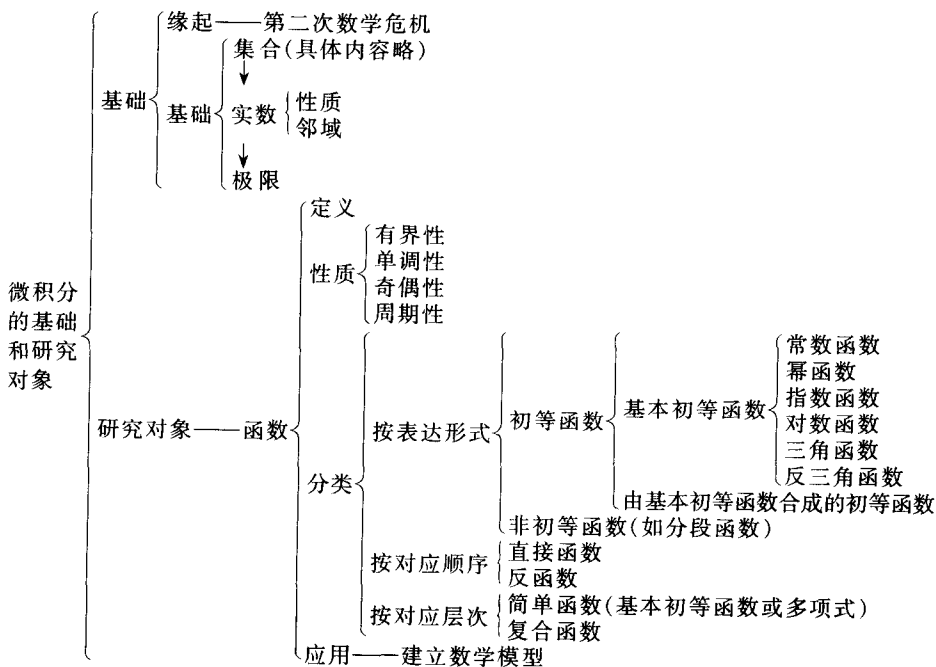 缘起——第二次数学危机
集合(具体内容略)
基础
基础
实数
性质
邻域
极限
定义
有界性
单调性
性质
奇偶性
周期性
微积分
的基础
和研究
对象
常数函数
幂函数
指数函数
基本初等函数
对数函数
三角函数
反三角函数
初等函数
按表达形式
研究对象——函数
分类
由基本初等函数合成的初等函数
非初等函数(如分段函数)
按对应顺序
直接函数
反函数
按对应层次
简单函数(基本初等函数或多项式)
复合函数
应用——建立数学模型